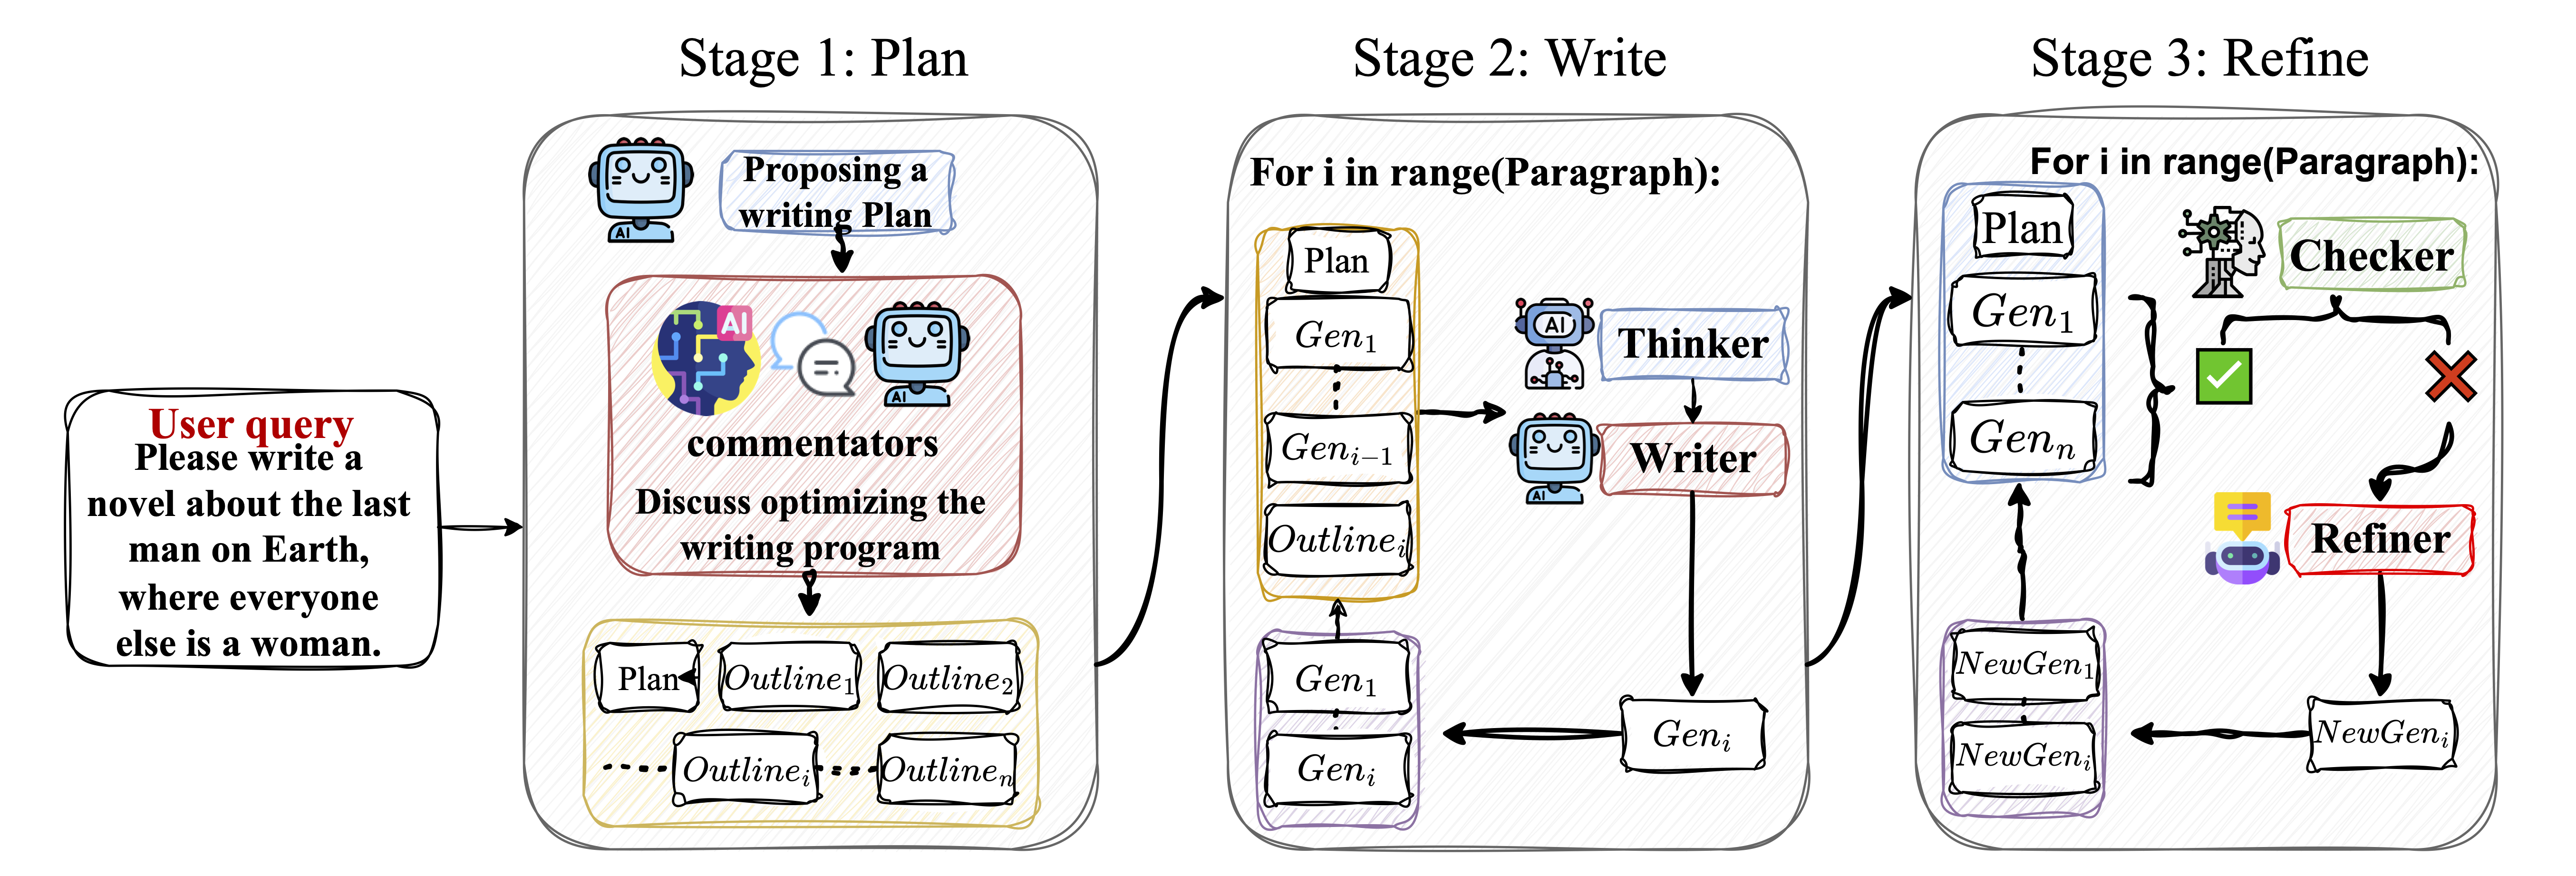 Stage 1: Plan
Stage 2: Write
Stage 3: Refine
User query
Please write a
novel about the last
man on Earth,
where everyone
else is a woman.
AI
Proposing a
writing Plan
AI
AI
commentators
Discuss optimizing the
writing program
Plan
Outline_1
Outline_2
Outline_i
Outline_n
For i in range(Paragraph):
Plan
Gen_1
Gen_{i-1}
Outline_i
Gen_1
Gen_i
AI
Thinker
AI
Writer
Gen_i
For i in range(Paragraph):
Plan
Gen_1
Gen_n
NewGen_1
NewGen_i
Checker
Refiner
NewGen_i